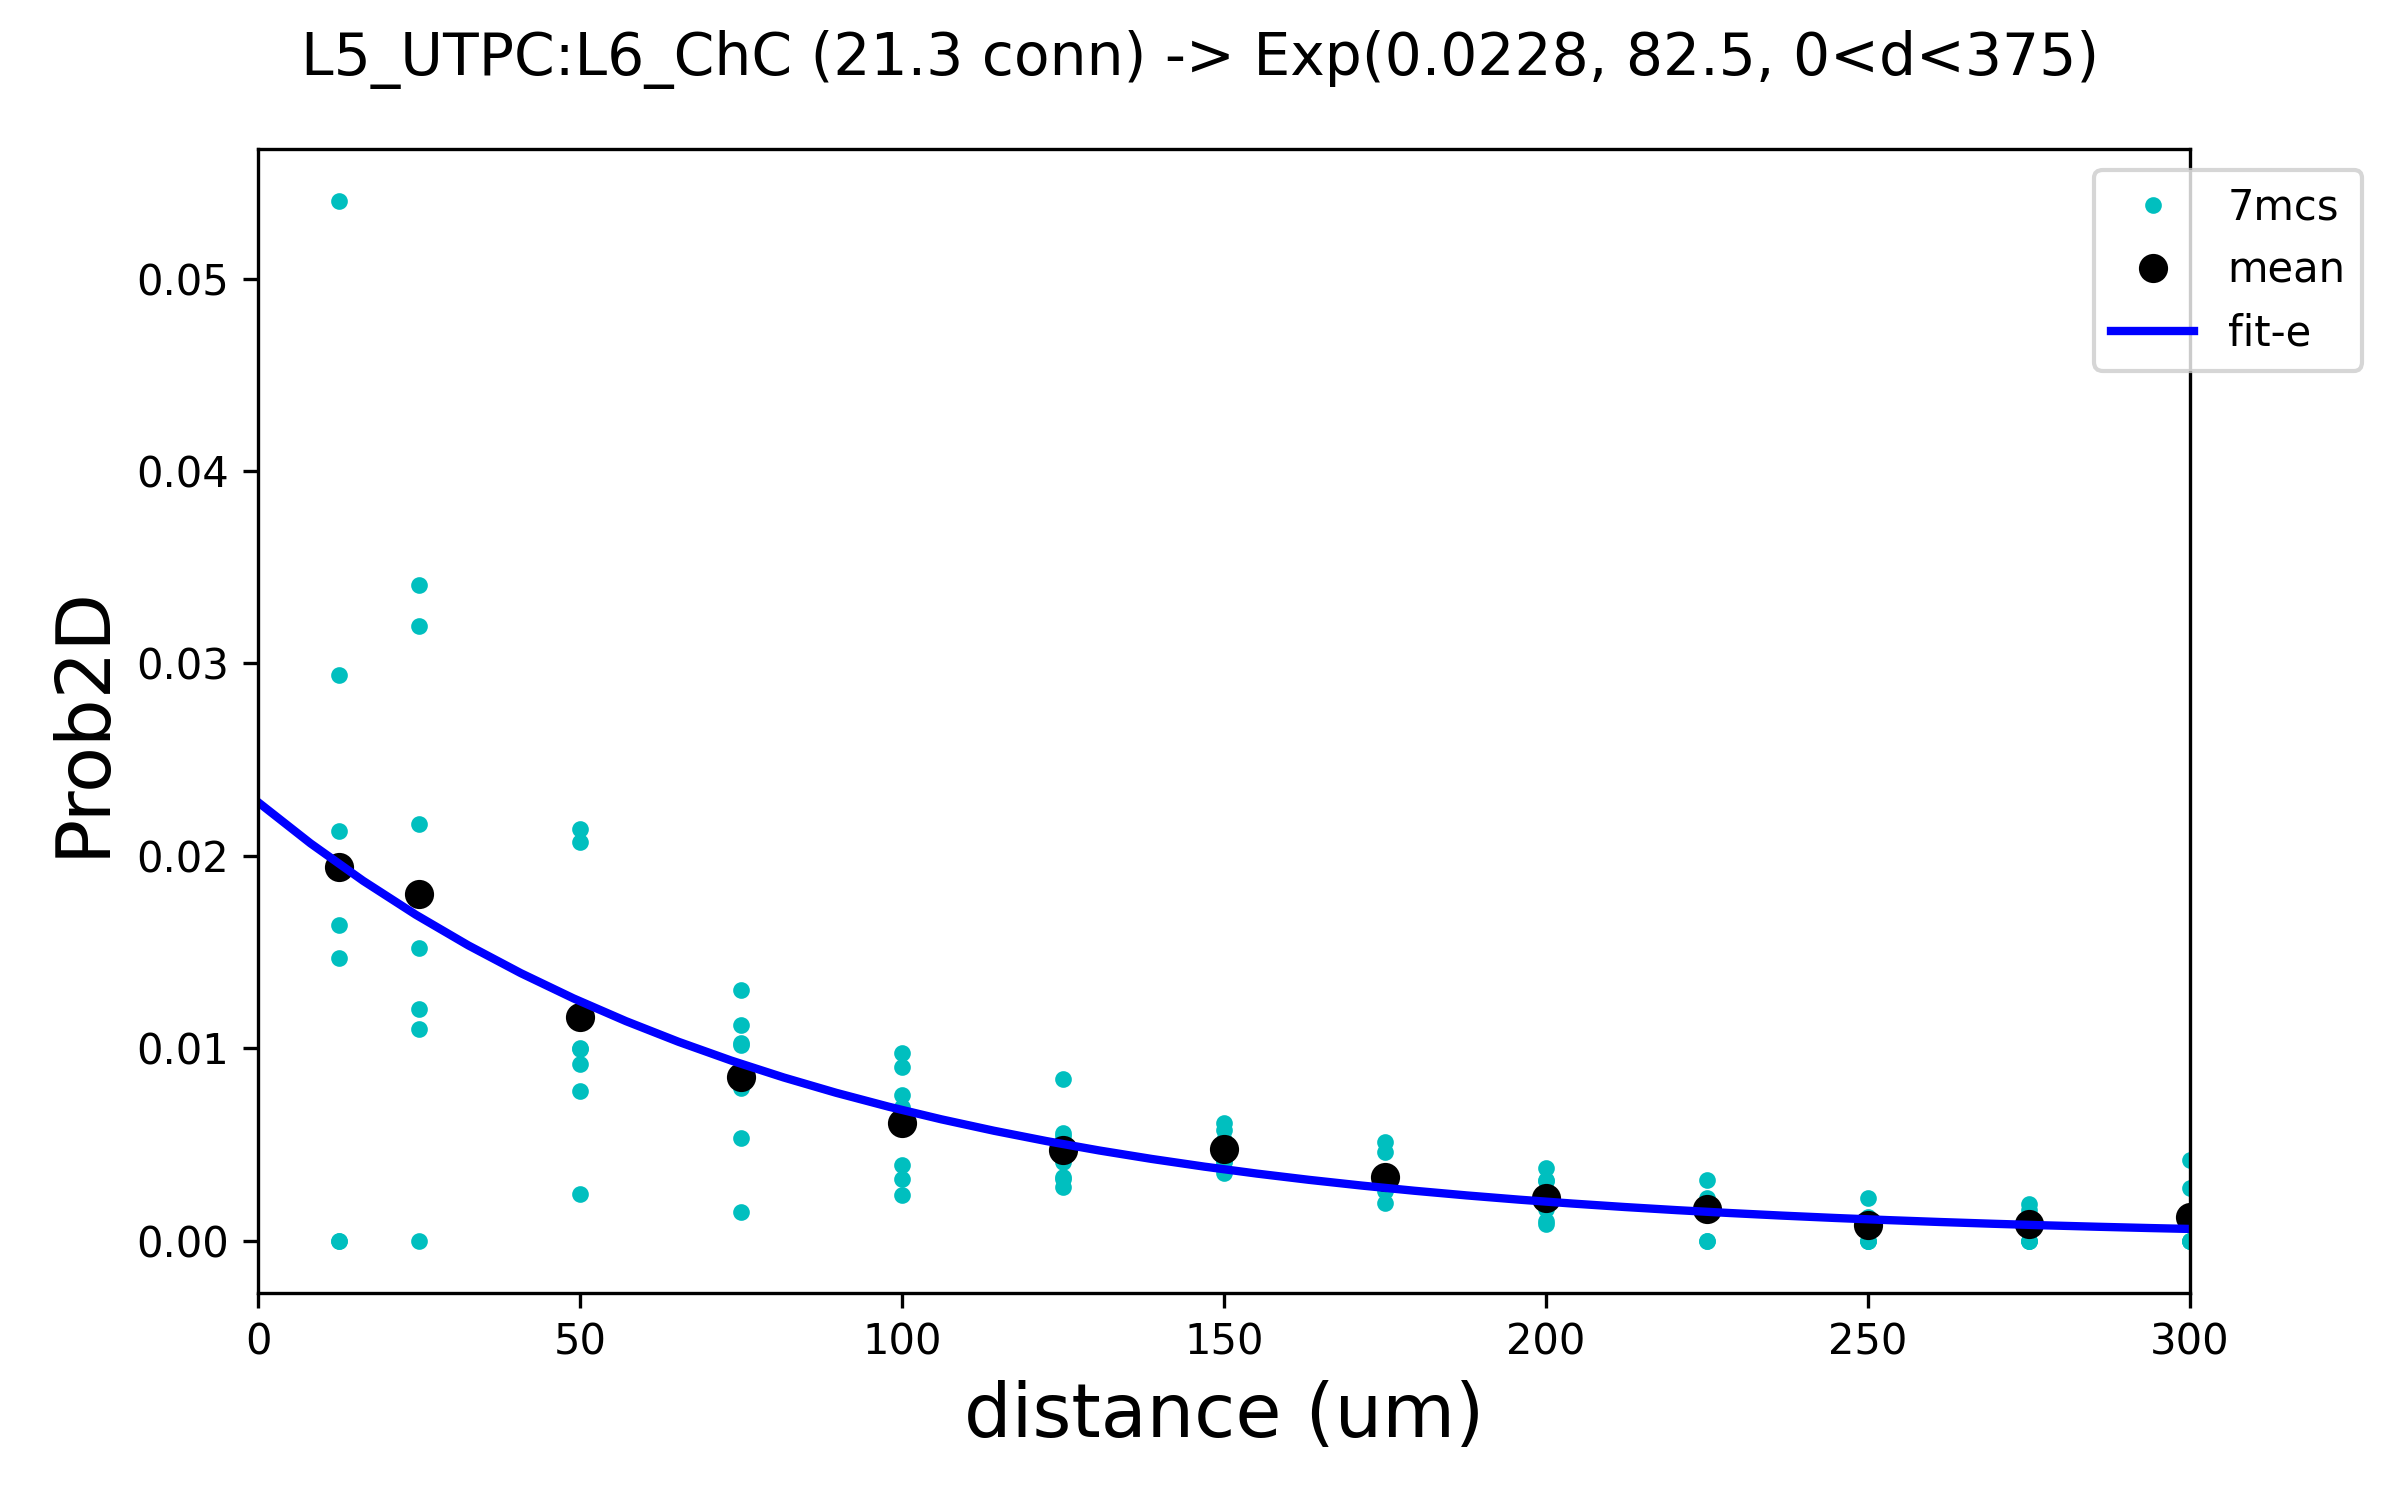 L5_UTPC:L6_ChC (21.3 conn) -> Exp(0.0228, 82.5, 0<d<375)
7mcs
mean
fit-e
Prob2D
0.05
0.04
0.03
0.02
0.01
0.00
0 50 100 150 200 250 300
distance (um)